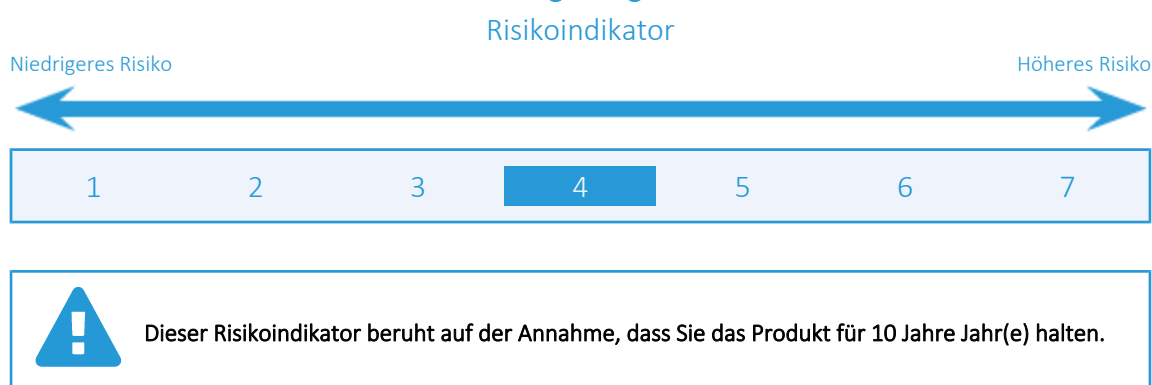 Risikoindikator
Niedrigeres Risiko Höheres Risiko
1 2 3 4 5 6 7
Dieser Risikoindikator beruht auf der Annahme, dass Sie das Produkt für 10 Jahre Jahr(e) halten.